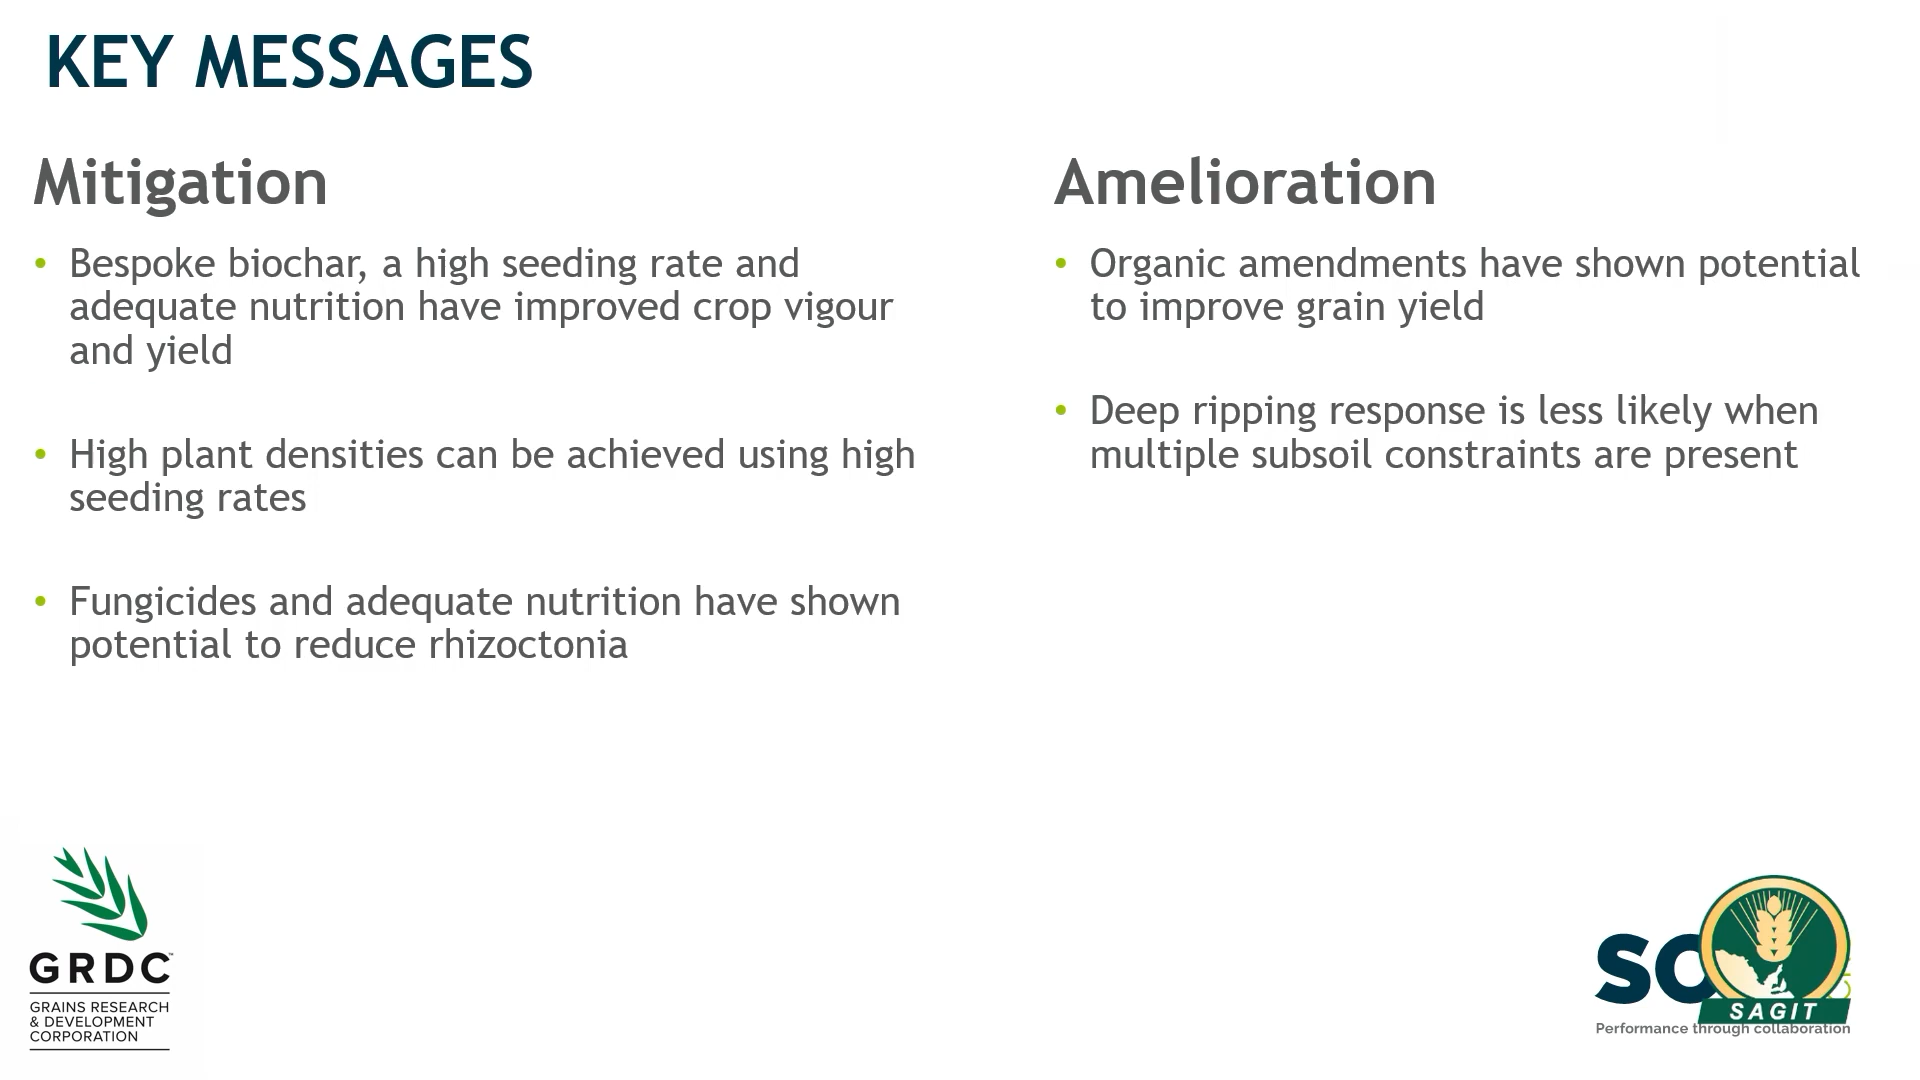 KEY MESSAGES
Mitigation
• Bespoke biochar, a high seeding rate and
adequate nutrition have improved crop vigour
and yield
• High plant densities can be achieved using high
seeding rates
• Fungicides and adequate nutrition have shown
potential to reduce rhizoctonia
Amelioration
• Organic amendments have shown potential
to improve grain yield
• Deep ripping response is less likely when
multiple subsoil constraints are present
GRDC™
GRAINS RESEARCH
& DEVELOPMENT
CORPORATION
SAGIT
Performance through collaboration